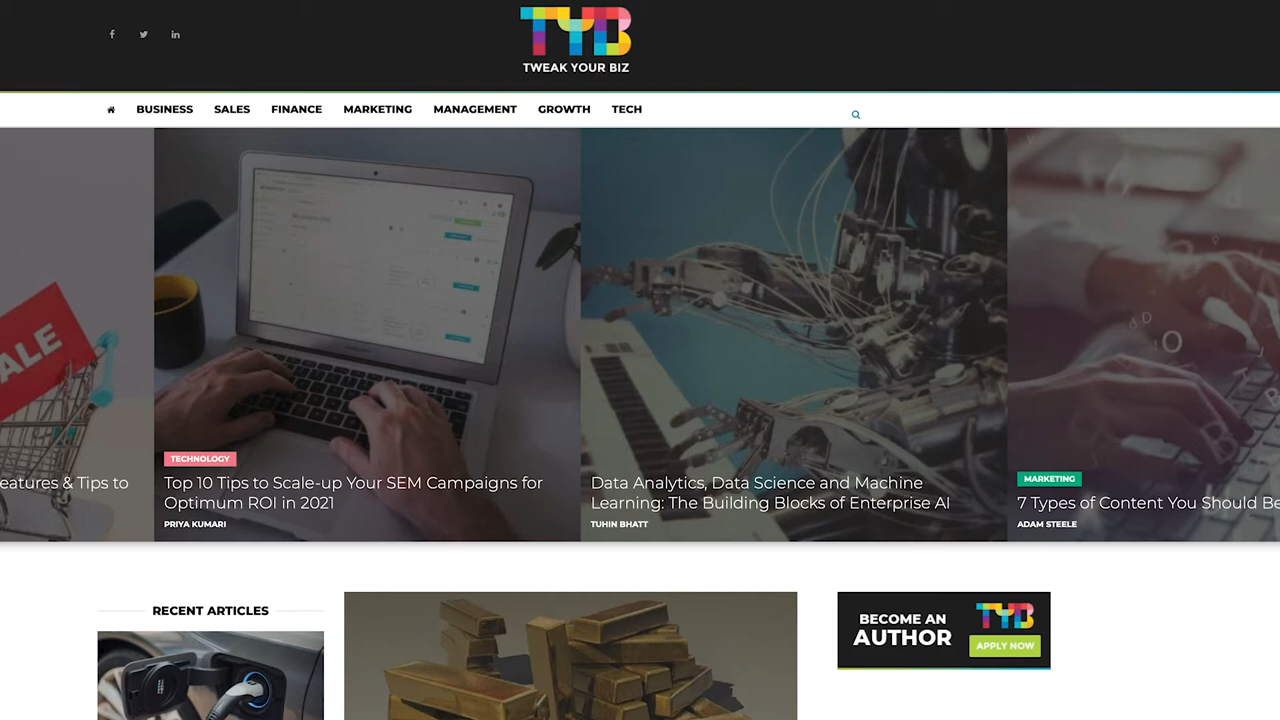 TYB
TWEAK YOUR BIZ
BUSINESS SALES FINANCE MARKETING MANAGEMENT GROWTH TECH
ALE
eatures & Tips to
TECHNOLOGY
Top 10 Tips to Scale-up Your SEM Campaigns for
Optimum ROI in 2021
PRIYA KUMARI
Data Analytics, Data Science and Machine
Learning: The Building Blocks of Enterprise AI
TUHIN BHATT
MARKETING
7 Types of Content You Should Be
ADAM STEELE
RECENT ARTICLES
BECOME AN
AUTHOR
TYB
APPLY NOW